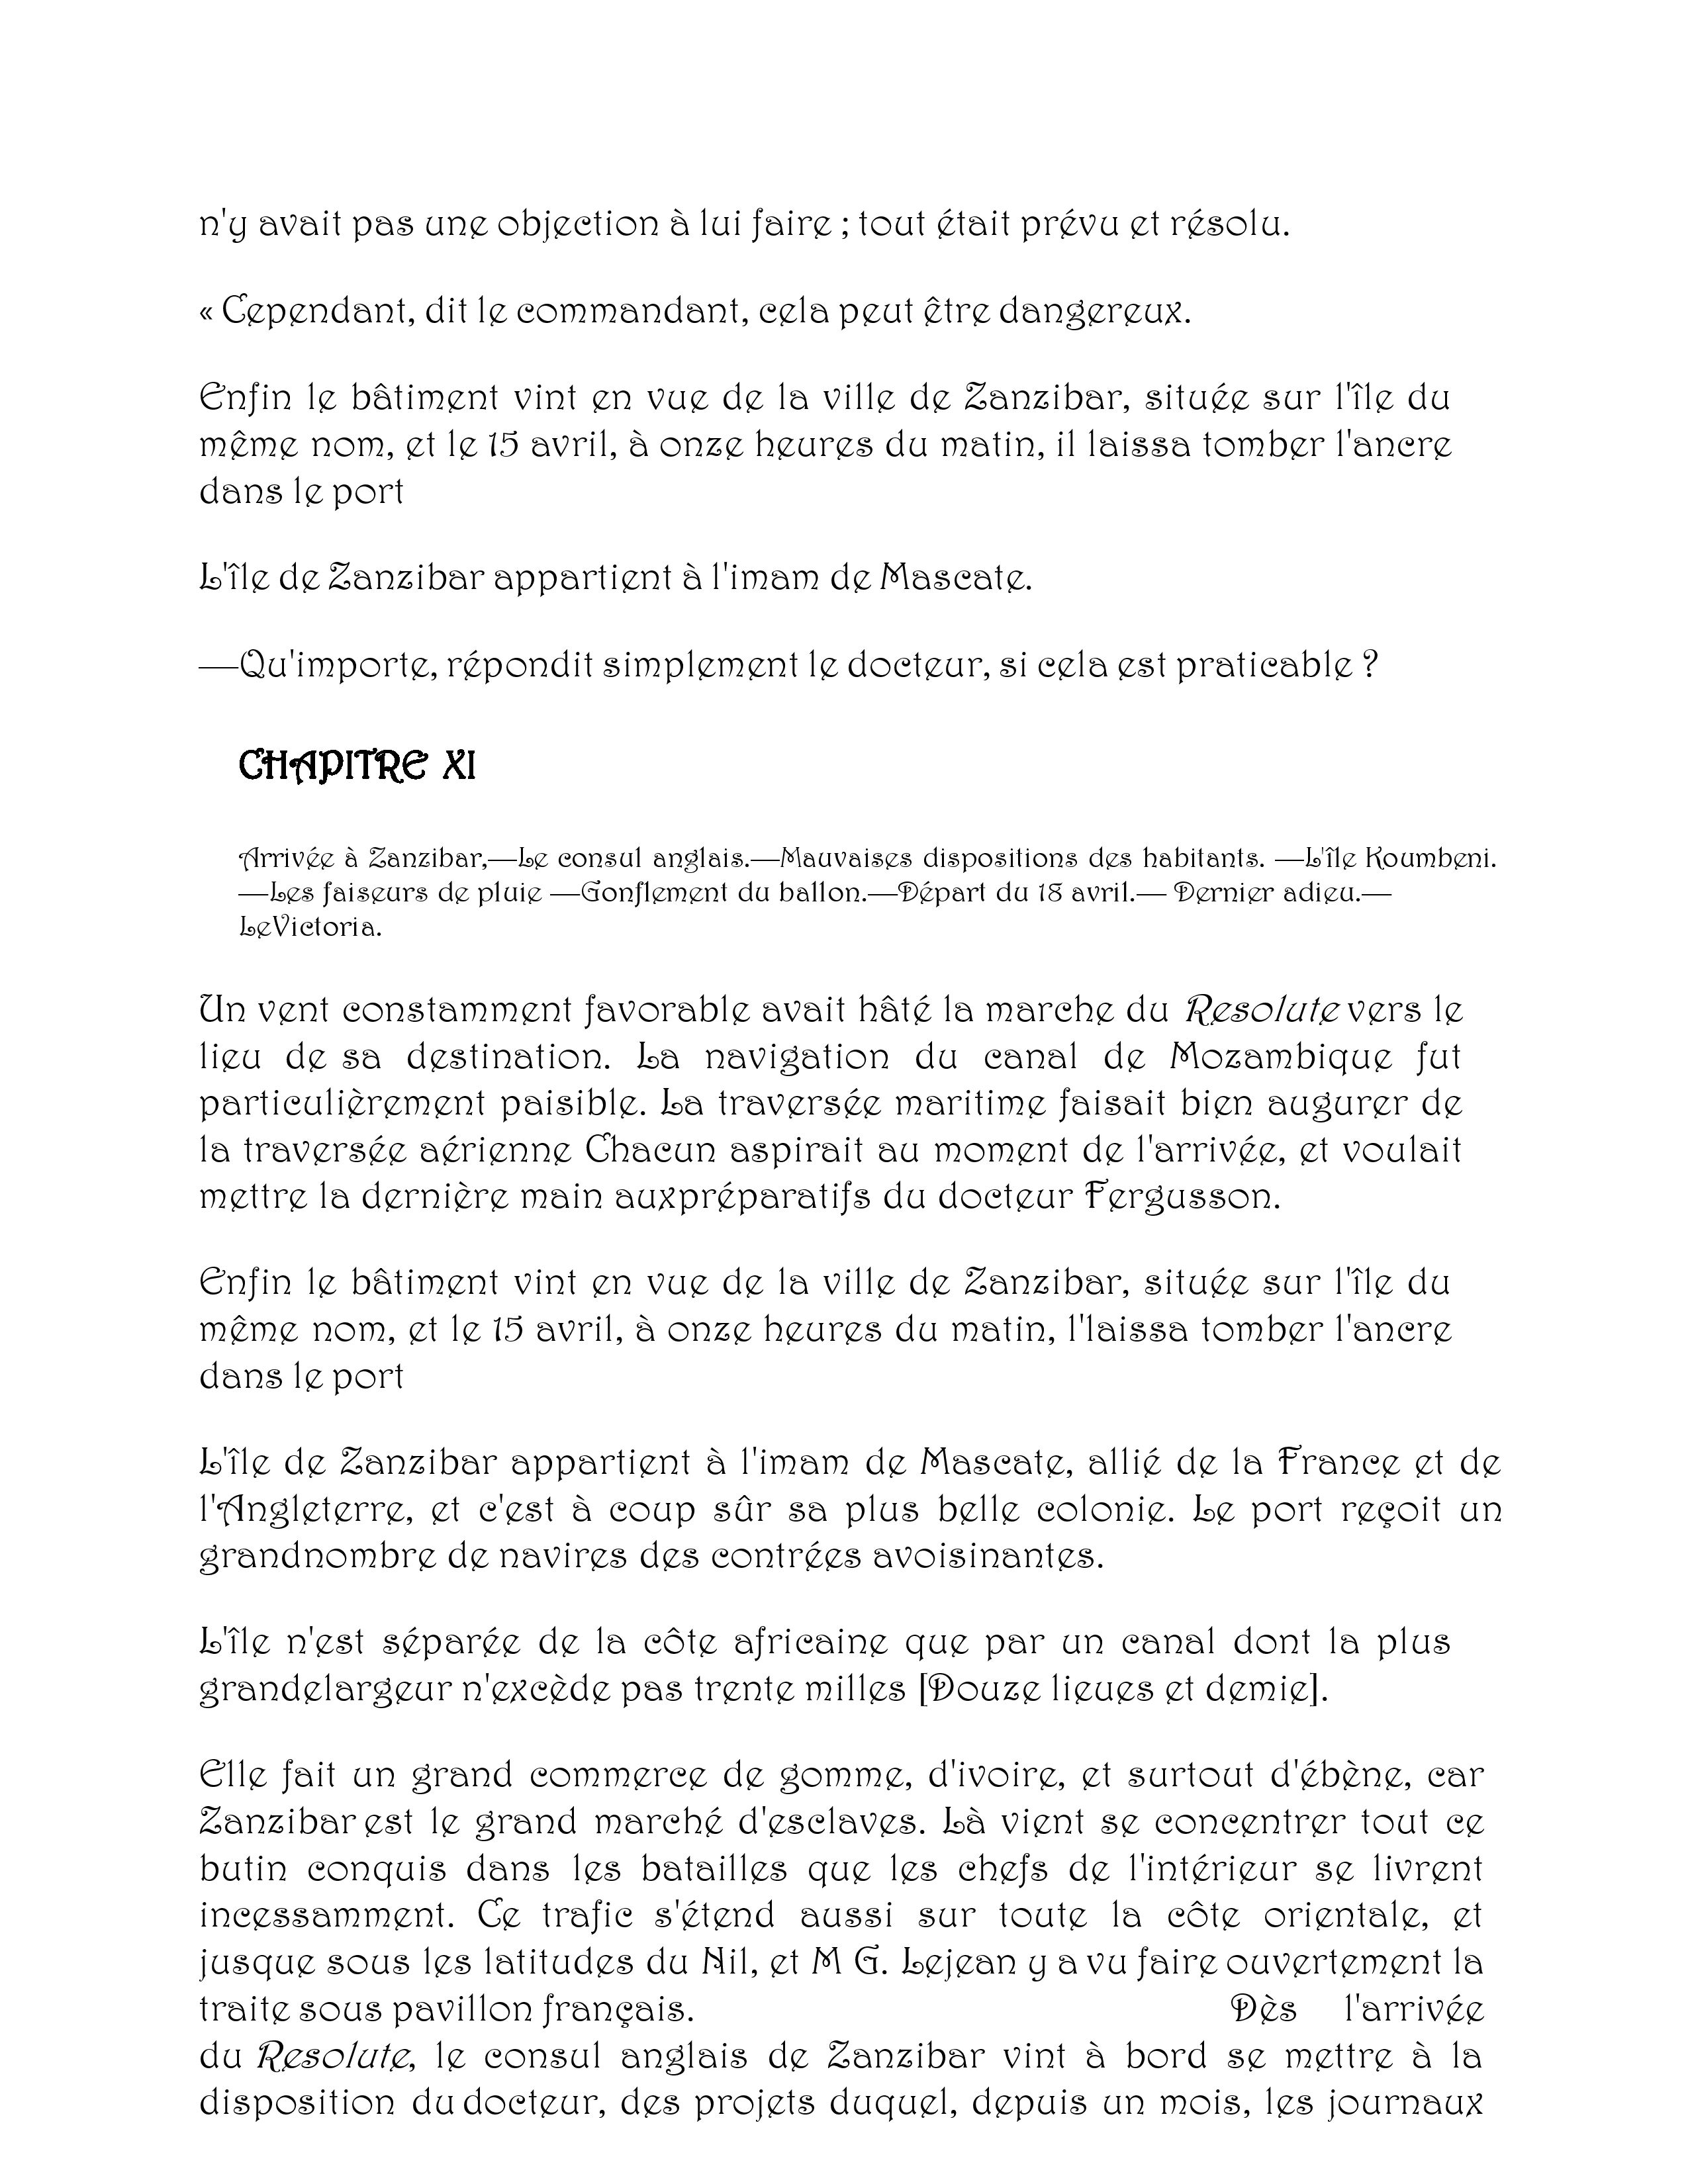 n'y avait pas une objection à lui faire ; tout était prévu et résolu.
« Cependant, dit le commandant, cela peut être dangereux.
Enfin le bâtiment vint en vue de la ville de Zanzibar, située sur l'île du
même nom, et le 15 avril, à onze heures du matin, il laissa tomber l'ancre
dans le port
L'île de Zanzibar appartient à l'imam de Mascate.
—Qu'importe, répondit simplement le docteur, si cela est praticable ?
CHAPITRE XI
Arrivée à Zanzibar,—Le consul anglais.—Mauvaises dispositions des habitants. —L'île Koumbeni.
—Les faiseurs de pluie —Gonflement du ballon.—Départ du 18 avril.— Dernier adieu.—
LeVictoria.
Un vent constamment favorable avait hâté la marche du Resolute vers le
lieu de sa destination. La navigation du canal de Mozambique fut
particulièrement paisible. La traversée maritime faisait bien augurer de
la traversée aérienne Chacun aspirait au moment de l'arrivée, et voulait
mettre la dernière main auxpréparatifs du docteur Fergusson.
Enfin le bâtiment vint en vue de la ville de Zanzibar, située sur l'île du
même nom, et le 15 avril, à onze heures du matin, l'laissa tomber l'ancre
dans le port
L'île de Zanzibar appartient à l'imam de Mascate, allié de la France et de
l'Angleterre, et c'est à coup sûr sa plus belle colonie. Le port reçoit un
grandnombre de navires des contrées avoisinantes.
L'île n'est séparée de la côte africaine que par un canal dont la plus
grandelargeur n'excède pas trente milles [Douze lieues et demie].
Elle fait un grand commerce de gomme, d'ivoire, et surtout d'ébène, car
Zanzibar est le grand marché d'esclaves. Là vient se concentrer tout ce
butin conquis dans les batailles que les chefs de l'intérieur se livrent
incessamment. Ce trafic s'étend aussi sur toute la côte orientale, et
jusque sous les latitudes du Nil, et M G. Lejean y a vu faire ouvertement la
traite sous pavillon français. Dès l'arrivée
du Resolute, le consul anglais de Zanzibar vint à bord se mettre à la
disposition du docteur, des projets duquel, depuis un mois, les journaux